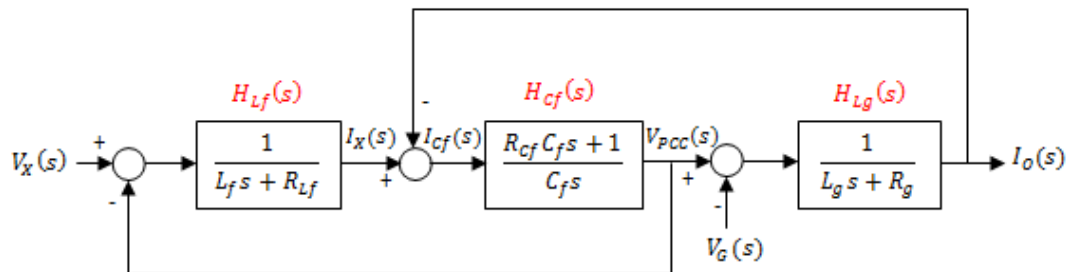 H_Lf(s) H_Cf(s) H_Lg(s)
-
V_X(s) + 1 / (L_f s + R_Lf) I_X(s) I_Cf(s) (R_Cf C_f s + 1) / (C_f s) V_PCC(s) 1 / (L_g s + R_g) I_O(s)
+ +
- -
V_G(s)